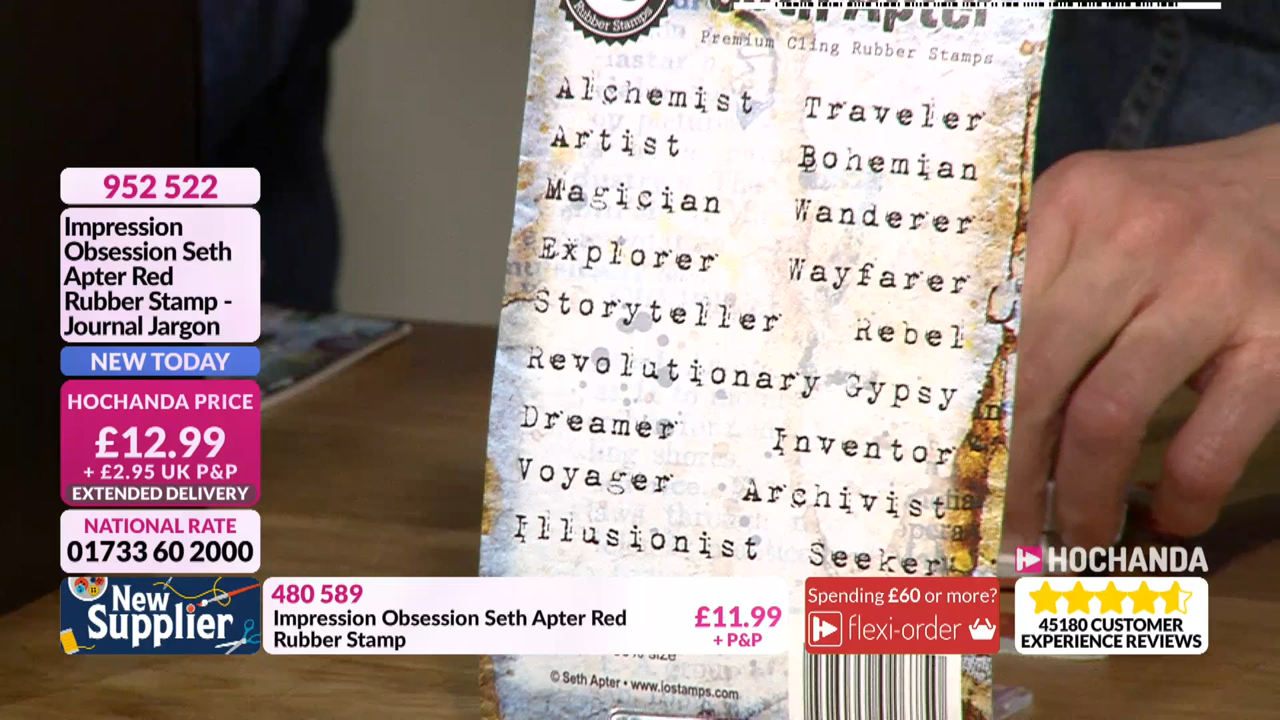 Rubber Stamps
Seth Apter
Premium Cling Rubber Stamps
Alchemist
Traveler
Artist
Bohemian
Magician
Wanderer
Explorer
Wayfarer
Storyteller
Rebel
Revolutionary
Gypsy
Dreamer
Inventor
Voyager
Archivist
Illusionist
Seeker
© Seth Apter • www.iostamps.com
952 522
Impression
Obsession Seth
Apter Red
Rubber Stamp -
Journal Jargon
NEW TODAY
HOCHANDA PRICE
£12.99
+ £2.95 UK P&P
EXTENDED DELIVERY
NATIONAL RATE
01733 60 2000
New
Supplier
480 589
Impression Obsession Seth Apter Red
Rubber Stamp
£11.99
+ P&P
Spending £60 or more?
flexi-order
HOCHANDA
45180 CUSTOMER
EXPERIENCE REVIEWS